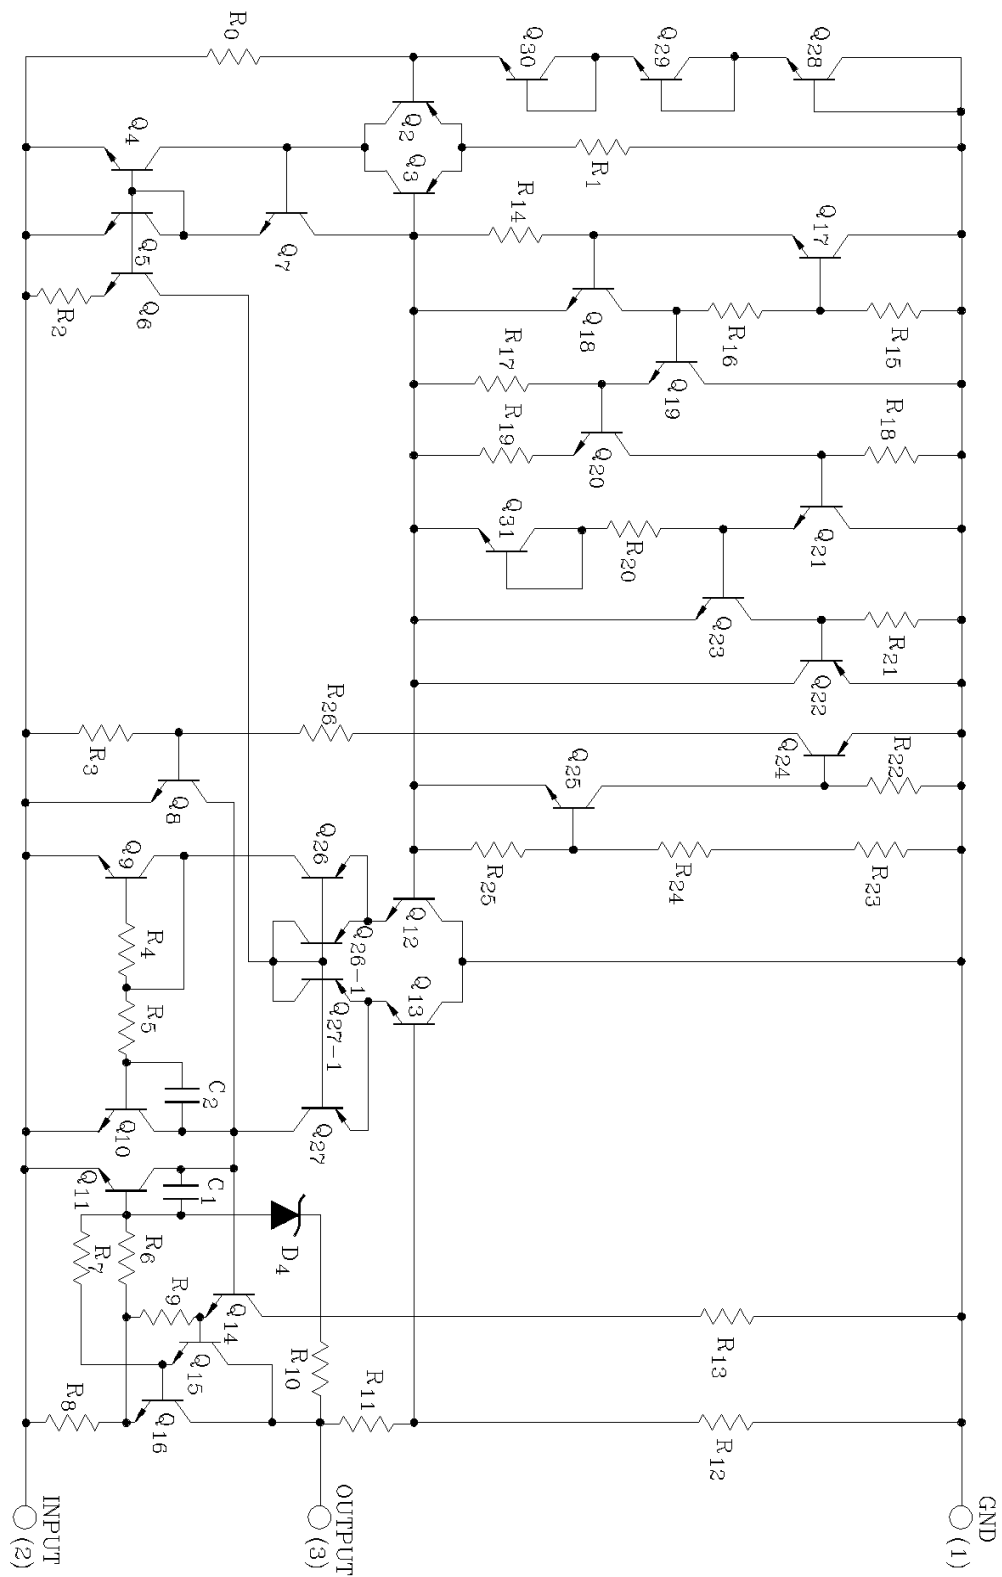 GND
(1)
Q28
Q17
R15
R18
R21
R22
R23
Q21
Q22
Q24
Q29
R16
R13
R12
Q19
Q23
R24
R1
R20
Q18
Q20
Q25
Q30
R14
R17
R19
Q31
R25
Q2
Q3
Q12
Q13
R11
R26
Q26
Q26-1
Q27-1
Q27
OUTPUT
(3)
D4
R10
Q7
R0
Q14
C2
C1
Q15
Q8
R9
Q16
Q4
Q5
Q6
Q9
R4
R5
Q10
R6
R3
Q11
R7
R2
R8
INPUT
(2)